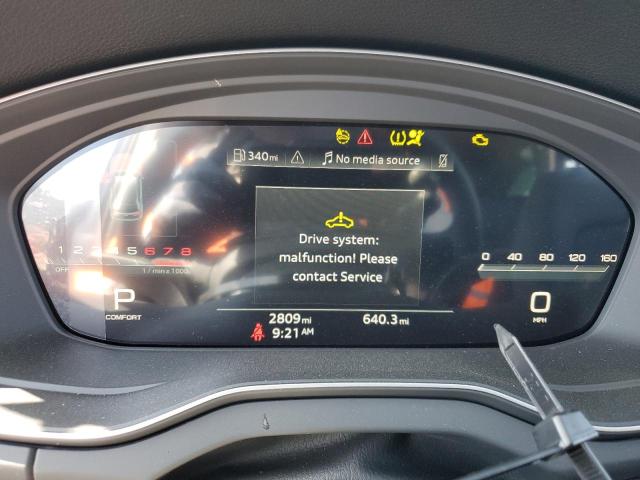 340mi No media source
Drive system:
malfunction! Please
contact Service
1 2 3 4 5 6 7 8
OFF 1 / min x 1000
0 40 80 120 160
P
COMFORT
0
MPH
2809mi 640.3mi
9:21AM